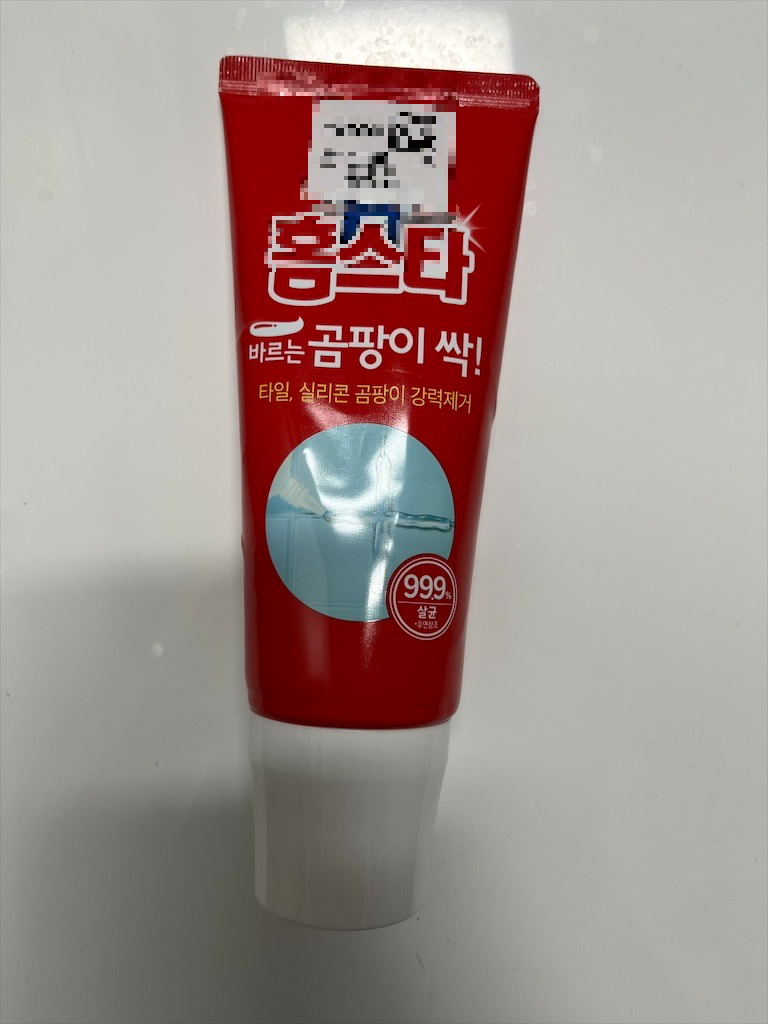 홈스타
바르는 곰팡이 싹!
타일, 실리콘 곰팡이 강력제거
99.9%
살균